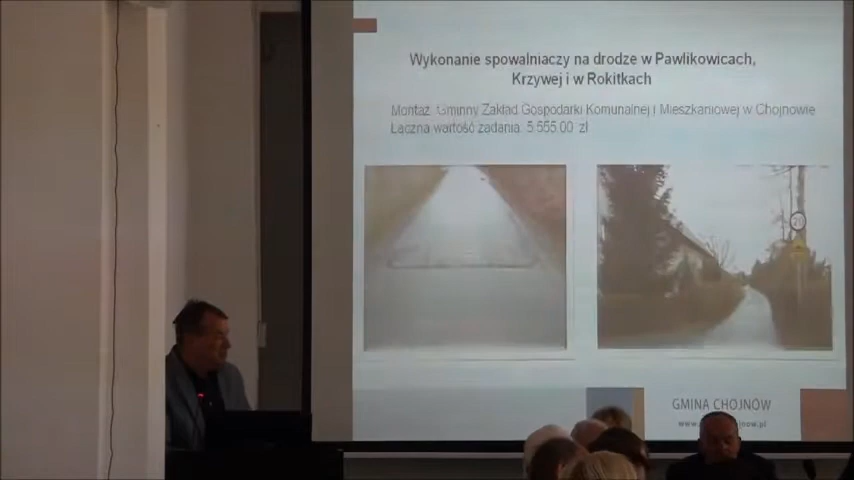 Wykonanie spowalniaczy na drodze w Pawlikowicach,
Krzywej i w Rokitkach
Montaż: Gminny Zakład Gospodarki Komunalnej i Mieszkaniowej w Chojnowie
Łączna wartość zadania: 5 555,00 zł
20
GMINA CHOJNÓW